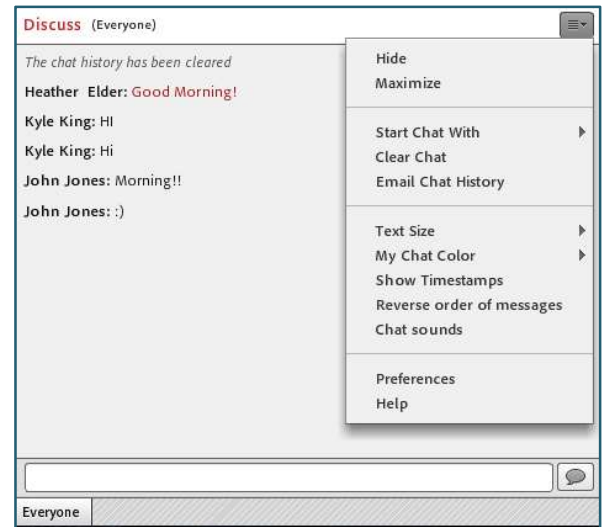 Discuss (Everyone)
The chat history has been cleared
Heather Elder: Good Morning!
Kyle King: HI
Kyle King: Hi
John Jones: Morning!!
John Jones: :)
Hide
Maximize
Start Chat With
Clear Chat
Email Chat History
Text Size
My Chat Color
Show Timestamps
Reverse order of messages
Chat sounds
Preferences
Help
Everyone